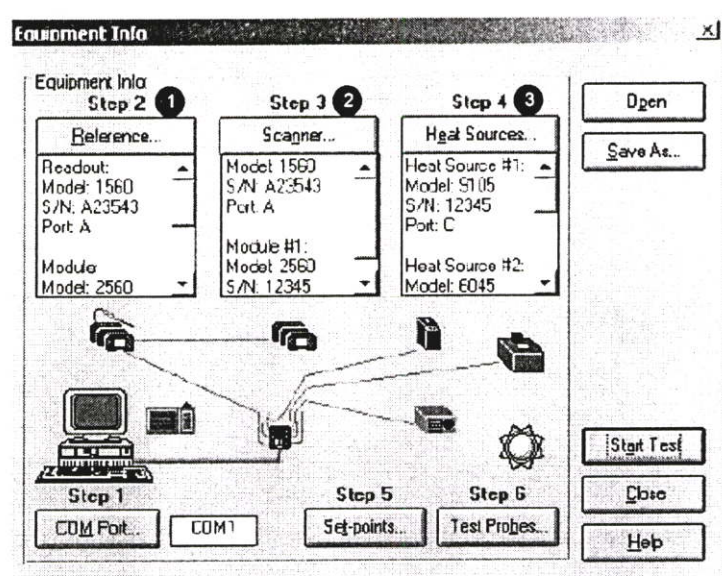 Equipment Info
Equipment Info:
Step 2 1
Reference...
Readout:
Model: 1560
S/N: A23543
Port: A
Module:
Model: 2560
Step 3 2
Scanner...
Model: 1560
S/N: A23543
Port: A
Module #1:
Model: 2560
S/N: 12345
Step 4 3
Heat Sources...
Heat Source #1:
Model: 9105
S/N: 12345
Port: C
Heat Source #2:
Model: 6045
Open
Save As...
Step 1
COM Port...
COM1
Step 5
Set-points...
Step 6
Test Probes...
Start Test
Close
Help